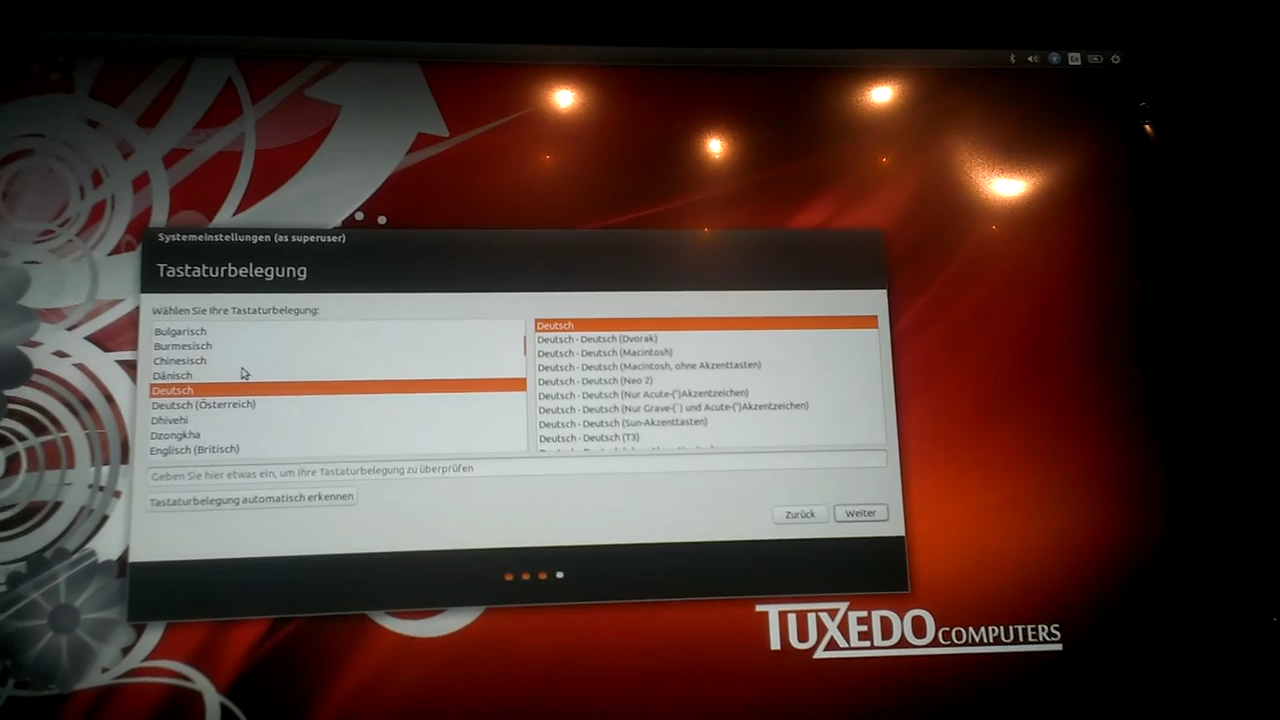 En
Systemeinstellungen (as superuser)
Tastaturbelegung
Wählen Sie Ihre Tastaturbelegung:
Bulgarisch
Burmesisch
Chinesisch
Dänisch
Deutsch
Deutsch (Österreich)
Dhivehi
Dzongkha
Englisch (Britisch)
Deutsch
Deutsch - Deutsch (Dvorak)
Deutsch - Deutsch (Macintosh)
Deutsch - Deutsch (Macintosh, ohne Akzenttasten)
Deutsch - Deutsch (Neo 2)
Deutsch - Deutsch (Nur Acute-(´)Akzentzeichen)
Deutsch - Deutsch (Nur Grave-(`) und Acute-(´)Akzentzeichen)
Deutsch - Deutsch (Sun-Akzenttasten)
Deutsch - Deutsch (T3)
Geben Sie hier etwas ein, um Ihre Tastaturbelegung zu überprüfen
Tastaturbelegung automatisch erkennen
Zurück
Weiter
TUXEDO COMPUTERS